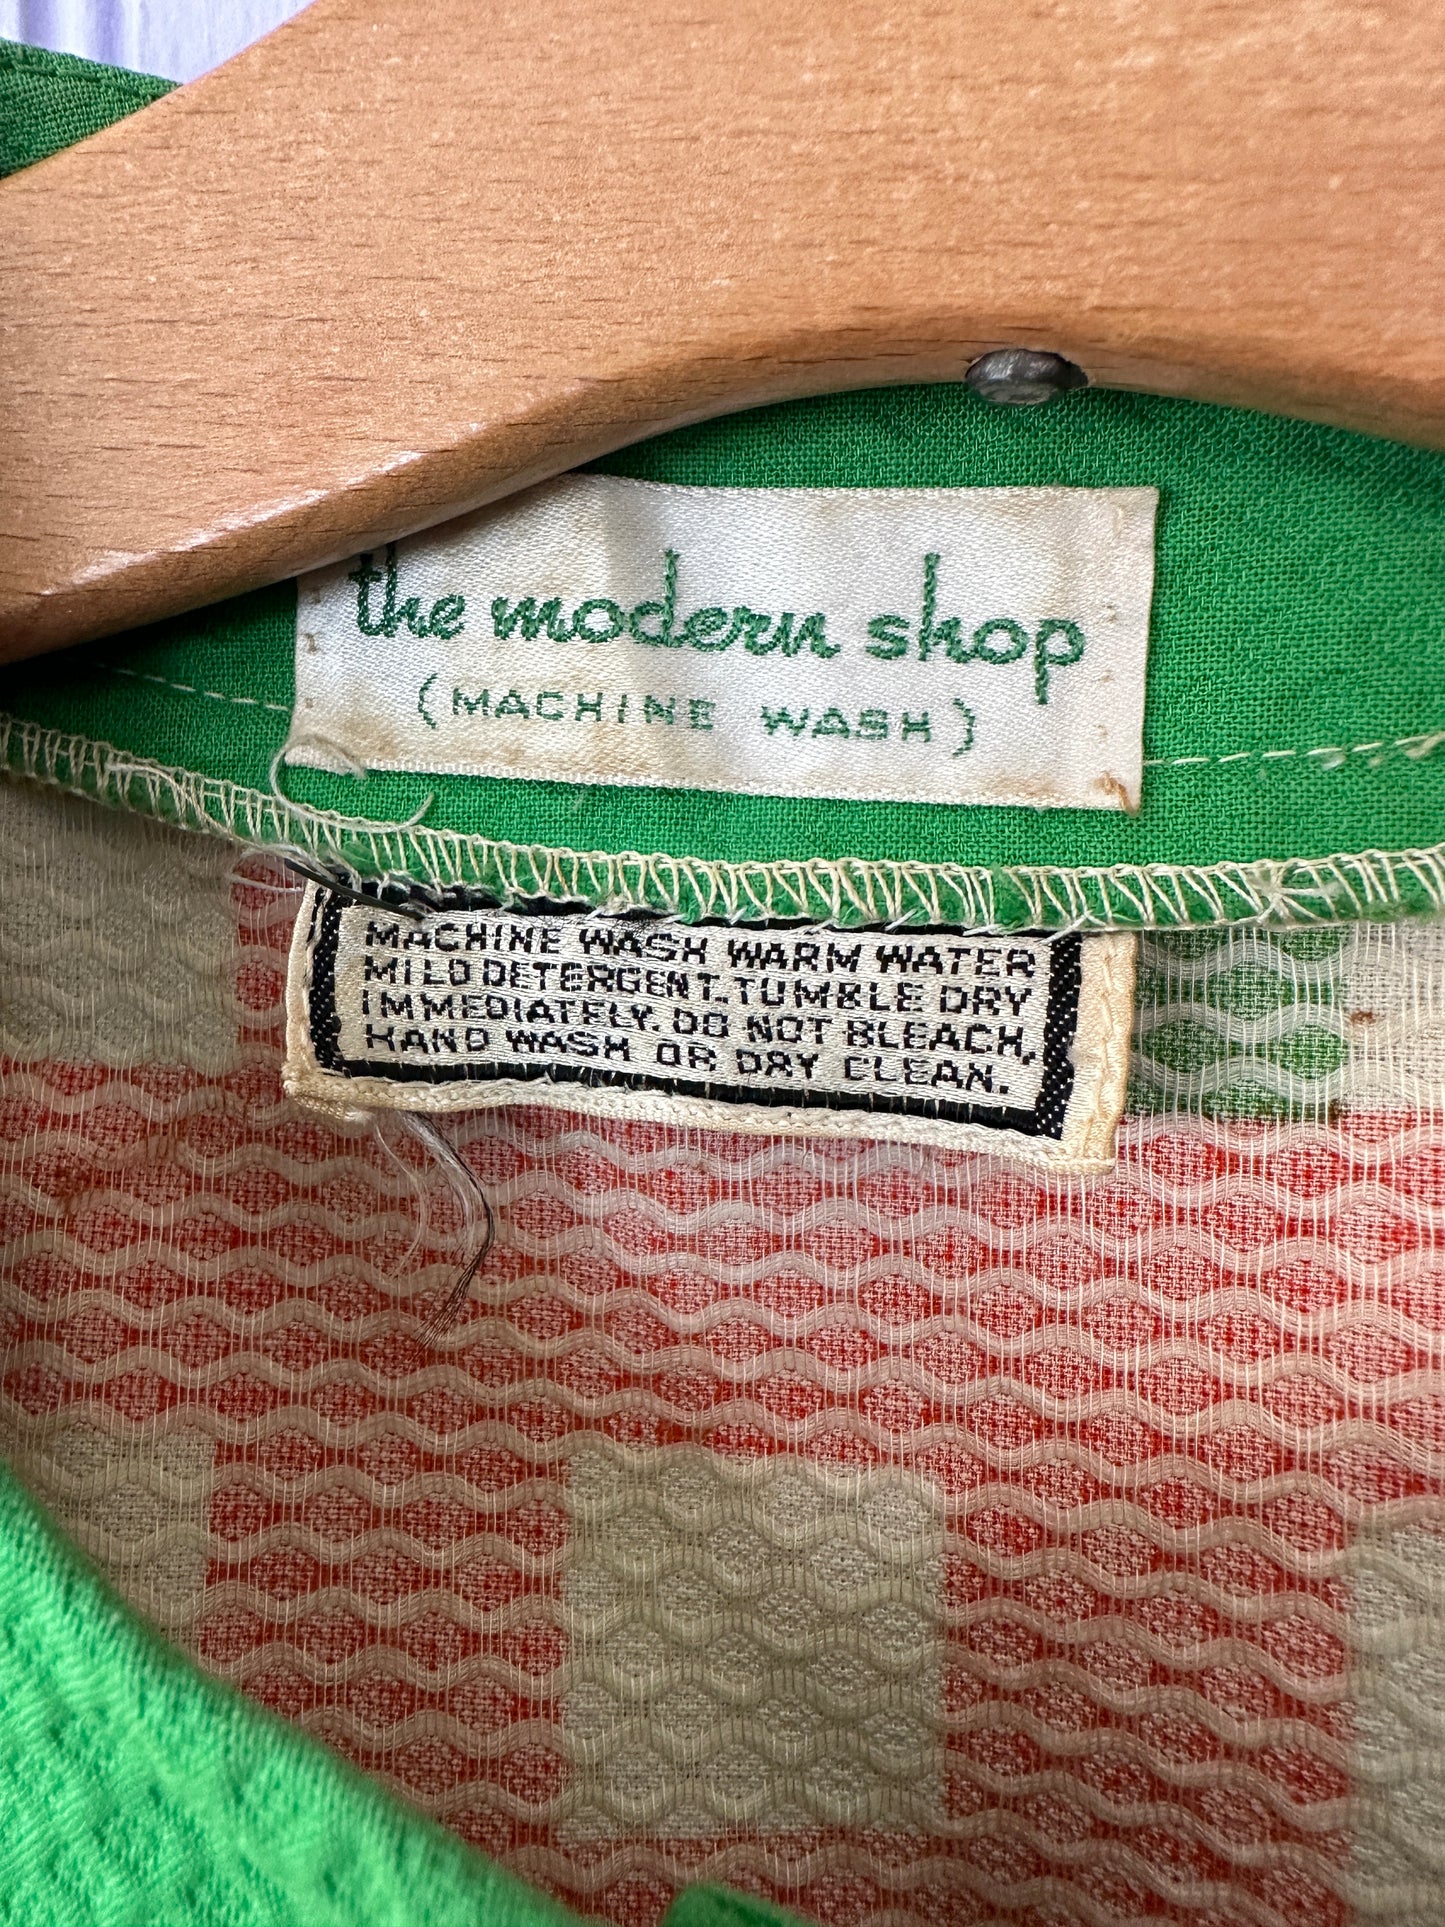 the modern shop
(MACHINE WASH)
MACHINE WASH WARM WATER
MILD DETERGENT. TUMBLE DRY
IMMEDIATELY. DO NOT BLEACH,
HAND WASH OR DRY CLEAN.